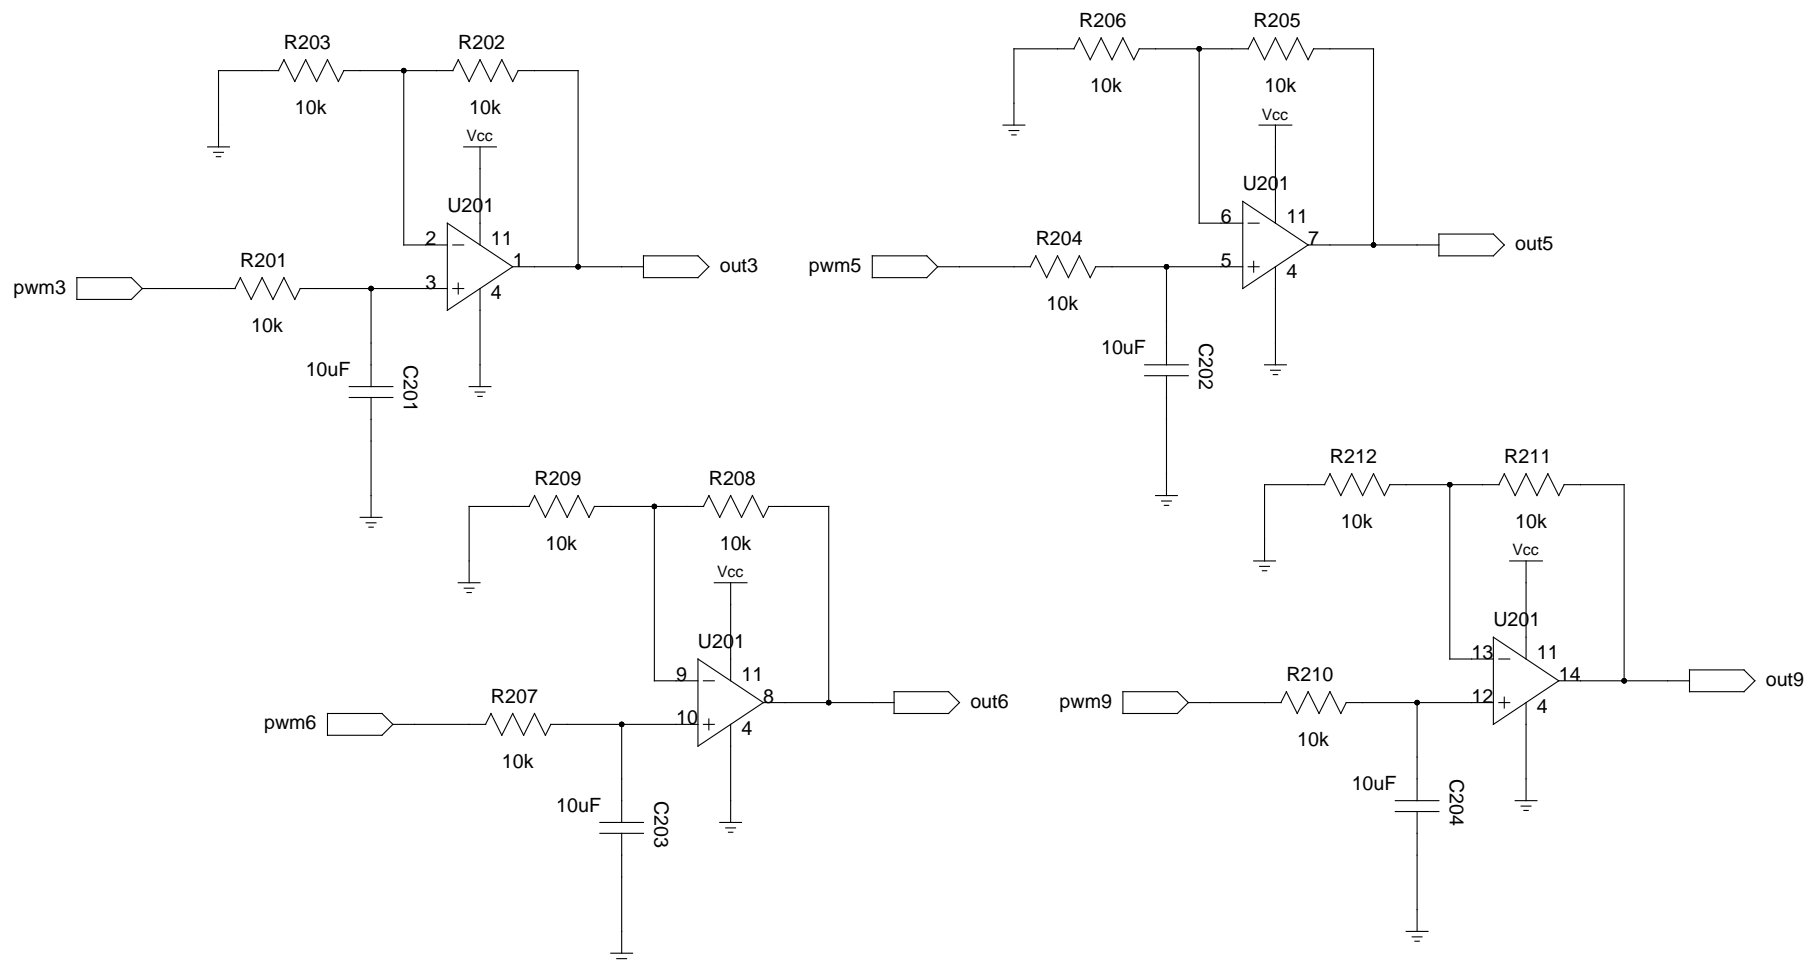 R203
R202
10k
10k
Vcc
U201
2
11
1
out3
R201
pwm3
3
4
10k
10uF
C201
R206
R205
10k
10k
Vcc
U201
6
11
7
out5
R204
pwm5
5
4
10k
10uF
C202
R209
R208
10k
10k
Vcc
U201
9
11
8
out6
R207
pwm6
10
4
10k
10uF
C203
R212
R211
10k
10k
Vcc
U201
13
11
14
out9
R210
pwm9
12
4
10k
10uF
C204